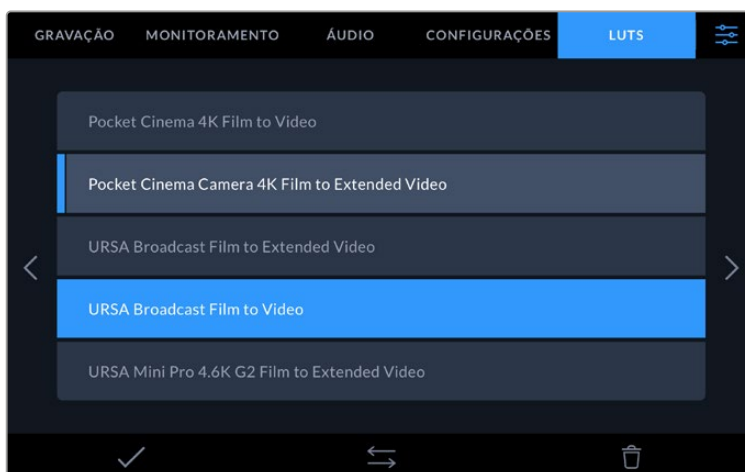 GRAVAÇÃO MONITORAMENTO ÁUDIO CONFIGURAÇÕES LUTS
Pocket Cinema 4K Film to Video
Pocket Cinema Camera 4K Film to Extended Video
URSA Broadcast Film to Extended Video
URSA Broadcast Film to Video
URSA Mini Pro 4.6K G2 Film to Extended Video